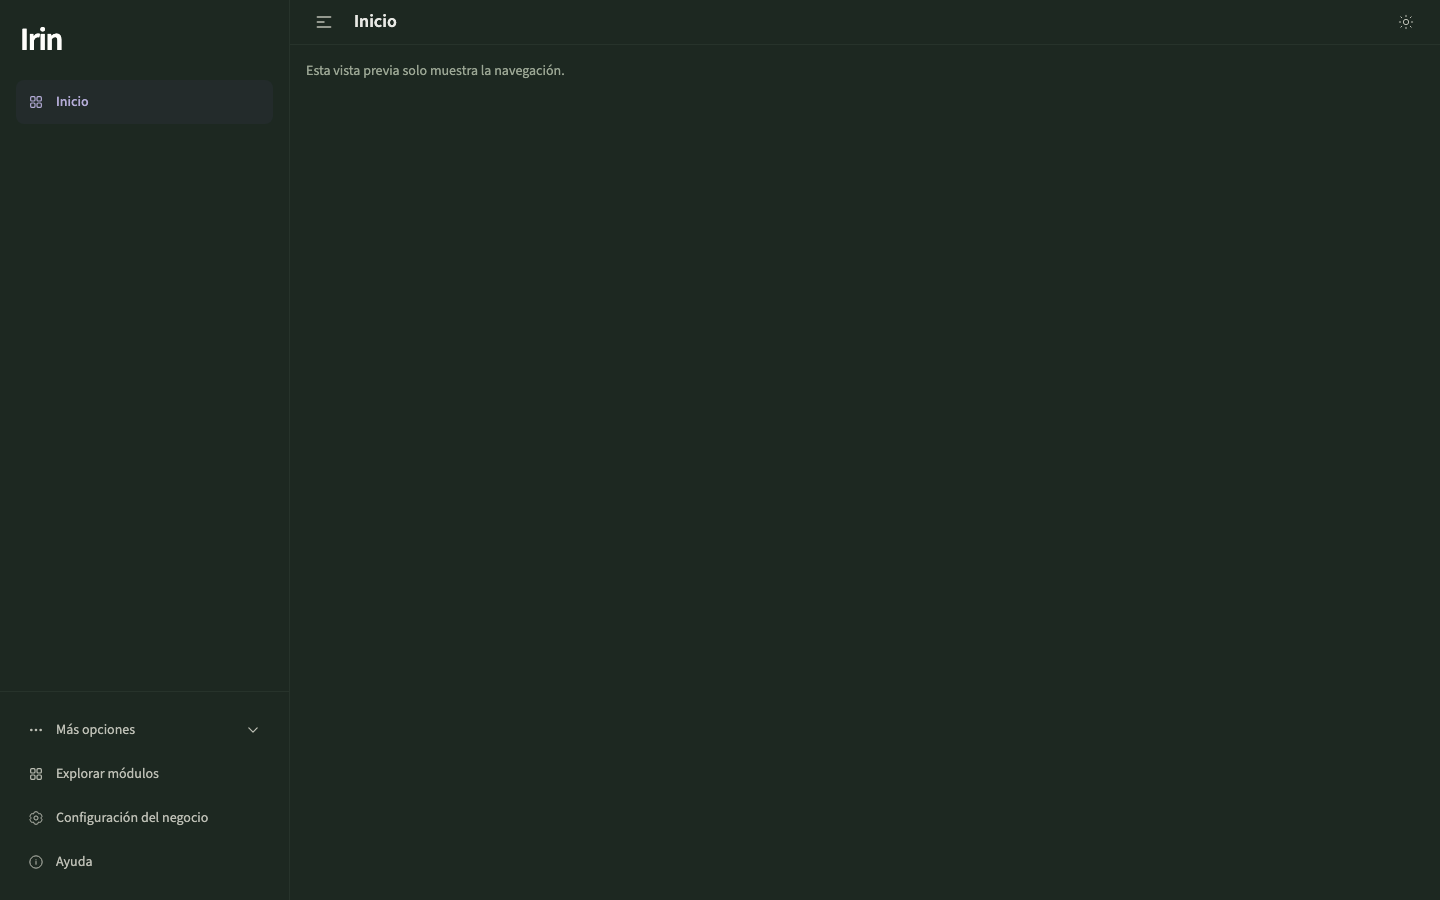 Irin
Inicio
Inicio
Esta vista previa solo muestra la navegación.
Más opciones
Explorar módulos
Configuración del negocio
Ayuda